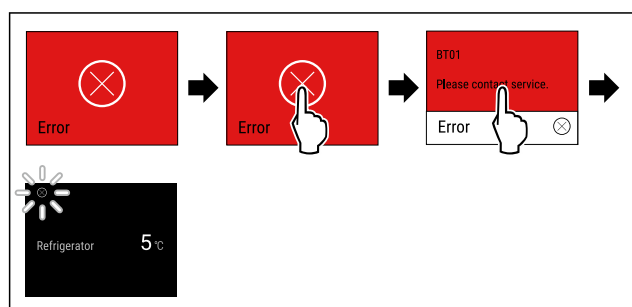 Error
Error
BT01
Please contact service.
Error
Refrigerator 5 °C